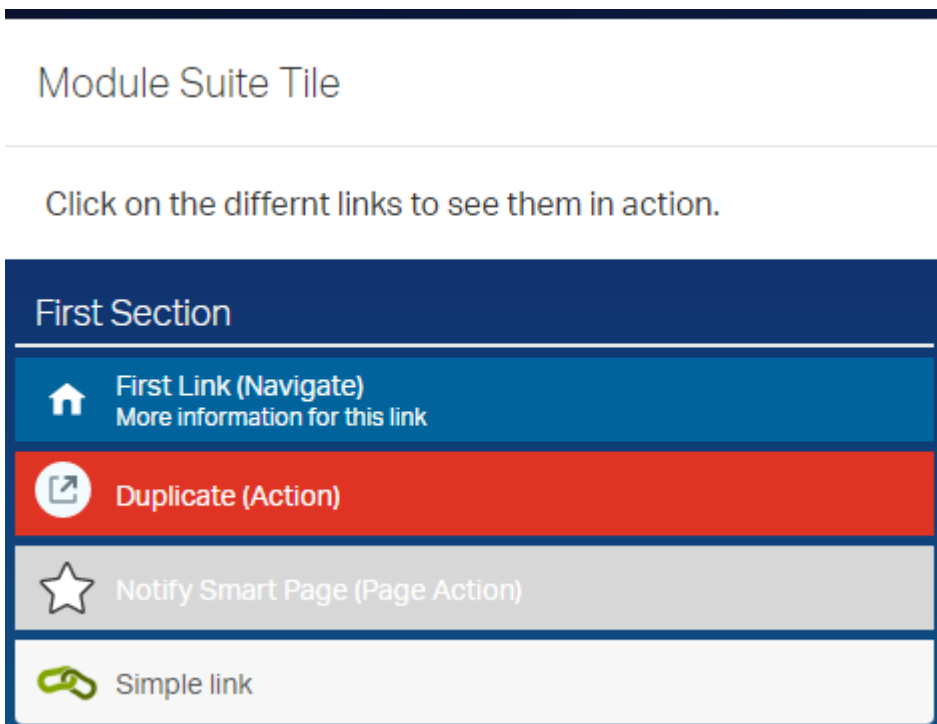 Module Suite Tile
Click on the differnt links to see them in action.
First Section
First Link (Navigate)
More information for this link
Duplicate (Action)
Notify Smart Page (Page Action)
Simple link